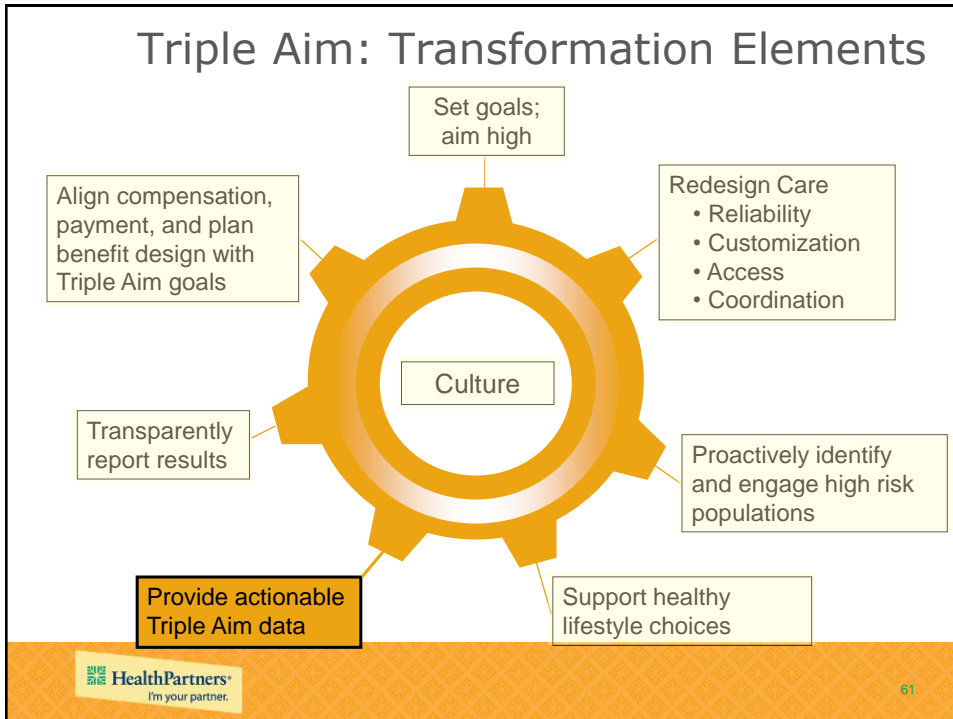 Triple Aim: Transformation Elements
Set goals;
aim high
Align compensation,
payment, and plan
benefit design with
Triple Aim goals
Redesign Care
• Reliability
• Customization
• Access
• Coordination
Culture
Transparently
report results
Proactively identify
and engage high risk
populations
Provide actionable
Triple Aim data
Support healthy
lifestyle choices
HealthPartners®
I'm your partner.
61